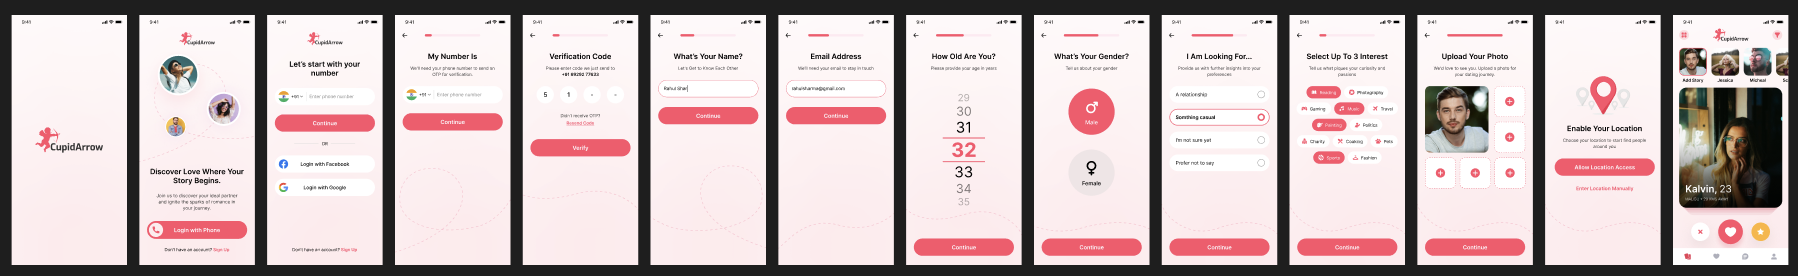 9:41
CupidArrow
9:41
CupidArrow
Discover Love Where Your
Story Begins.
Join us to discover your ideal partner
and ignite the sparks of romance in
your journey.
Login with Phone
Don't have an account? Sign Up
9:41
CupidArrow
Let's start with your
number
+91
Enter phone number
Continue
OR
Login with Facebook
Login with Google
Don't have an account? Sign Up
9:41
My Number Is
We'll need your phone number to send an
OTP for verification.
+91
Enter phone number
Continue
9:41
Verification Code
Please enter code we just send to
+91 69292 77633
5 1 - -
Didn't receive OTP?
Resend Code
Verify
9:41
What's Your Name?
Let's Get to Know Each Other
Rahul Shar
Continue
9:41
Email Address
We'll need your email to stay in touch
rahulsharma@gmail.com
Continue
9:41
How Old Are You?
Please provide your age in years
29
30
31
32
33
34
35
Continue
9:41
What's Your Gender?
Tell us about your gender
Male
Female
Continue
9:41
I Am Looking For...
Provide us with further insights into your
preferences
A relationship
Somthing casual
I'm not sure yet
Prefer not to say
Continue
9:41
Select Up To 3 Interest
Tell us what piques your curiosity and
passions
Reading Photography
Gaming Music Travel
Painting Politics
Charity Cooking Pets
Sports Fashion
Continue
9:41
Upload Your Photo
We'd love to see you. Upload a photo for
your dating journey.
Continue
9:41
Enable Your Location
Choose your location to start find people
around you
Allow Location Access
Enter Location Manually
9:41
CupidArrow
Add Story Jessica Micheal
Kalvin, 23